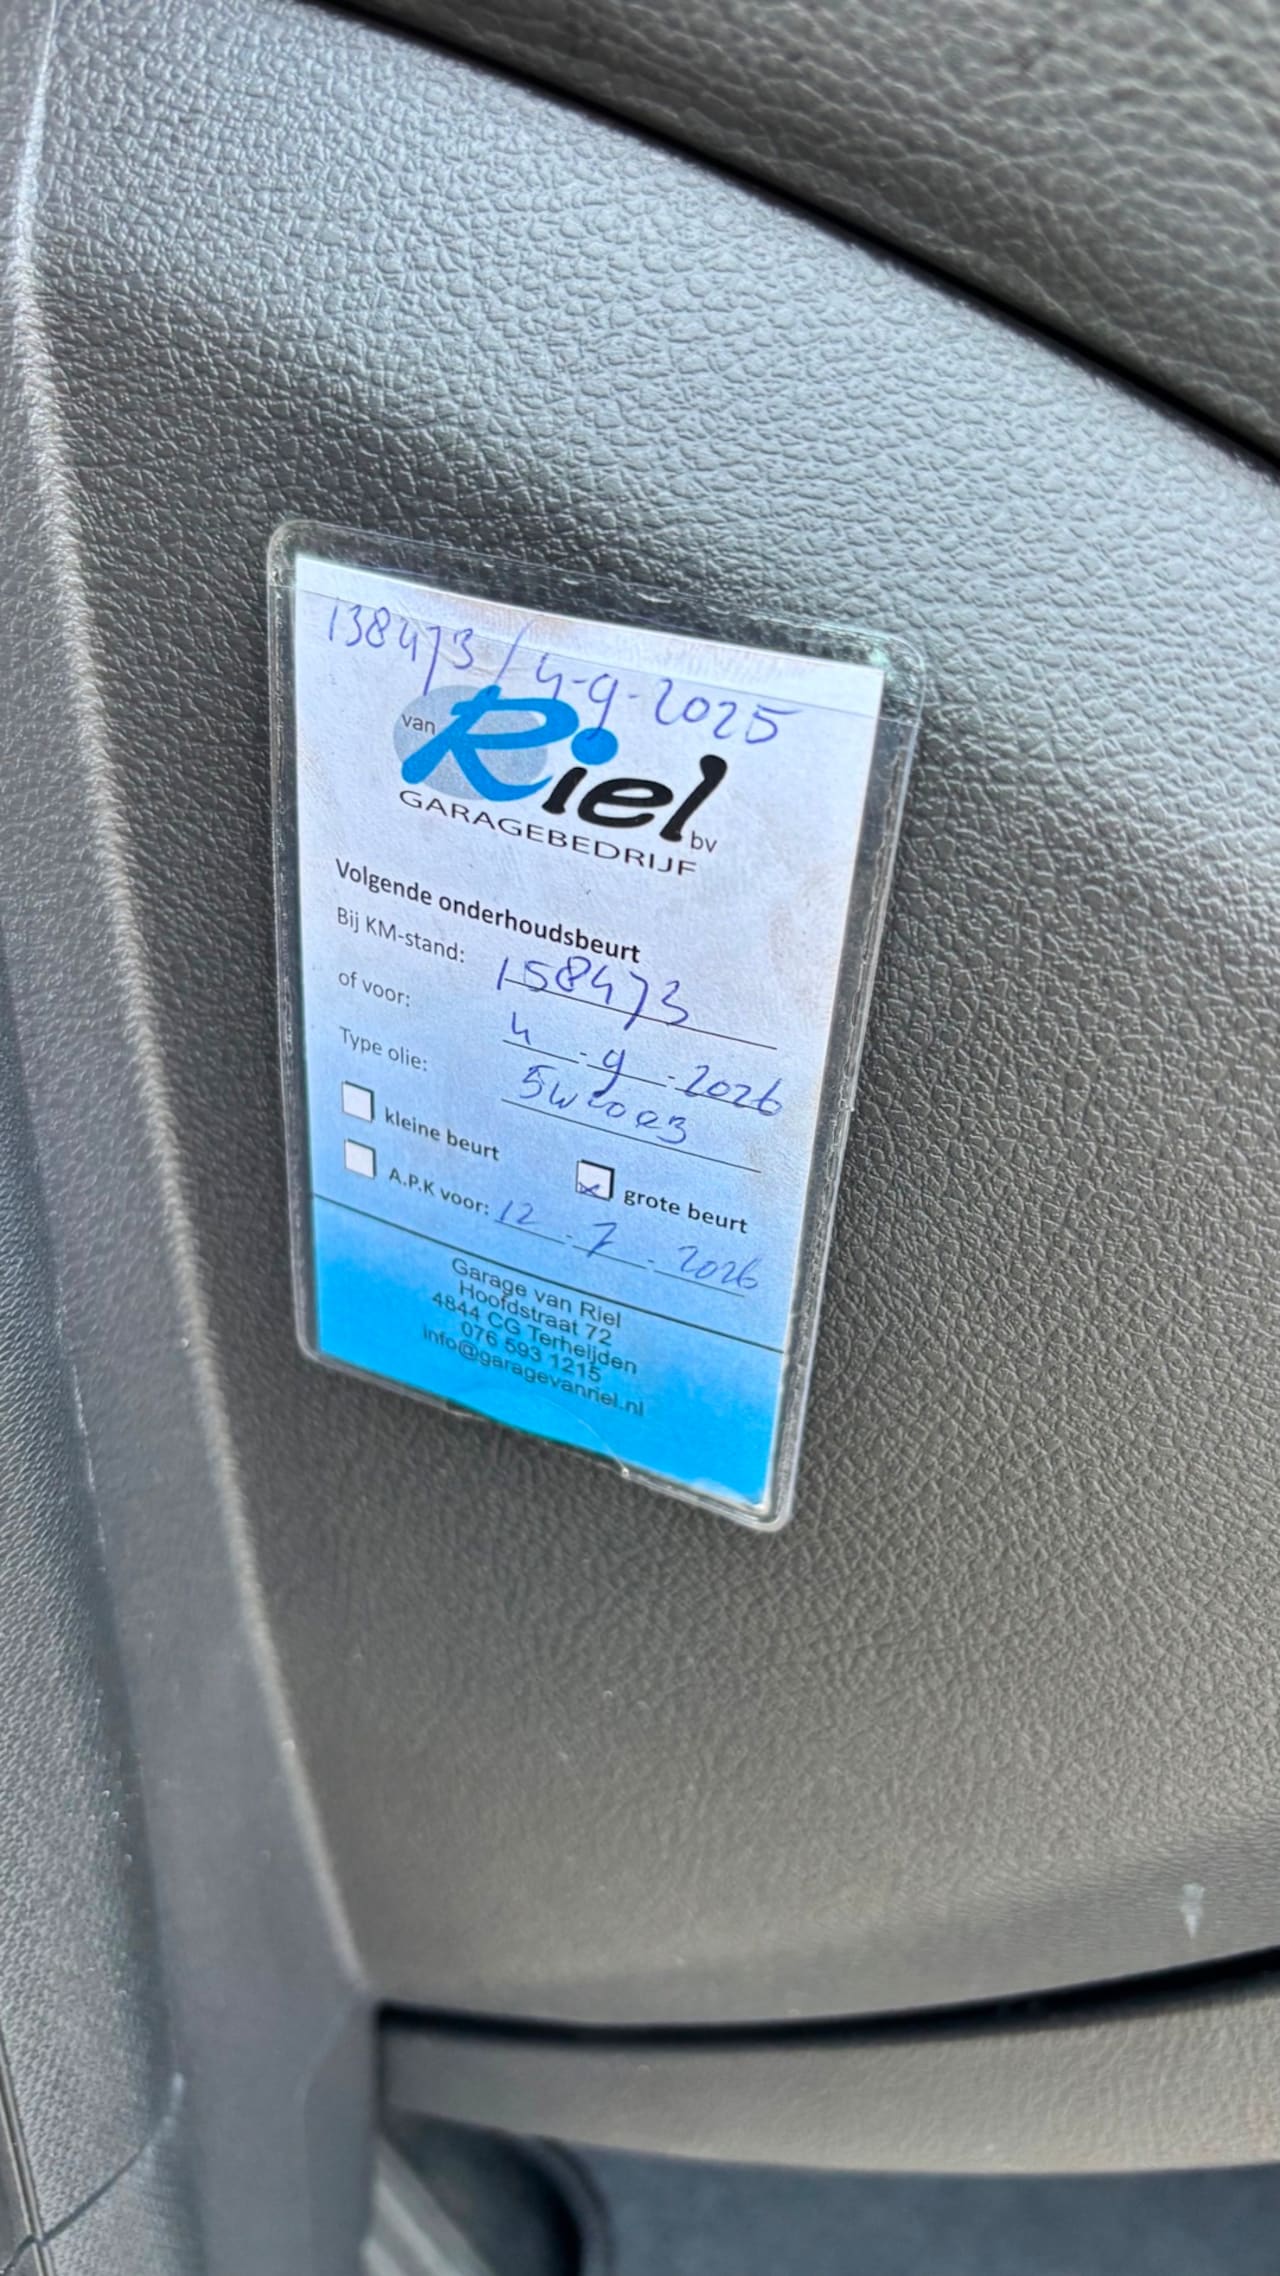 138473 / 4-9-2025
van Riel bv
GARAGEBEDRIJF
Volgende onderhoudsbeurt
Bij KM-stand: 158473
of voor: 4 - 9 - 2026
Type olie: 5W30 C3
kleine beurt grote beurt
A.P.K voor: 12 - 7 - 2026
Garage van Riel
Hoofdstraat 72
4844 CG Terheijden
076 593 1215
info@garagevanriel.nl